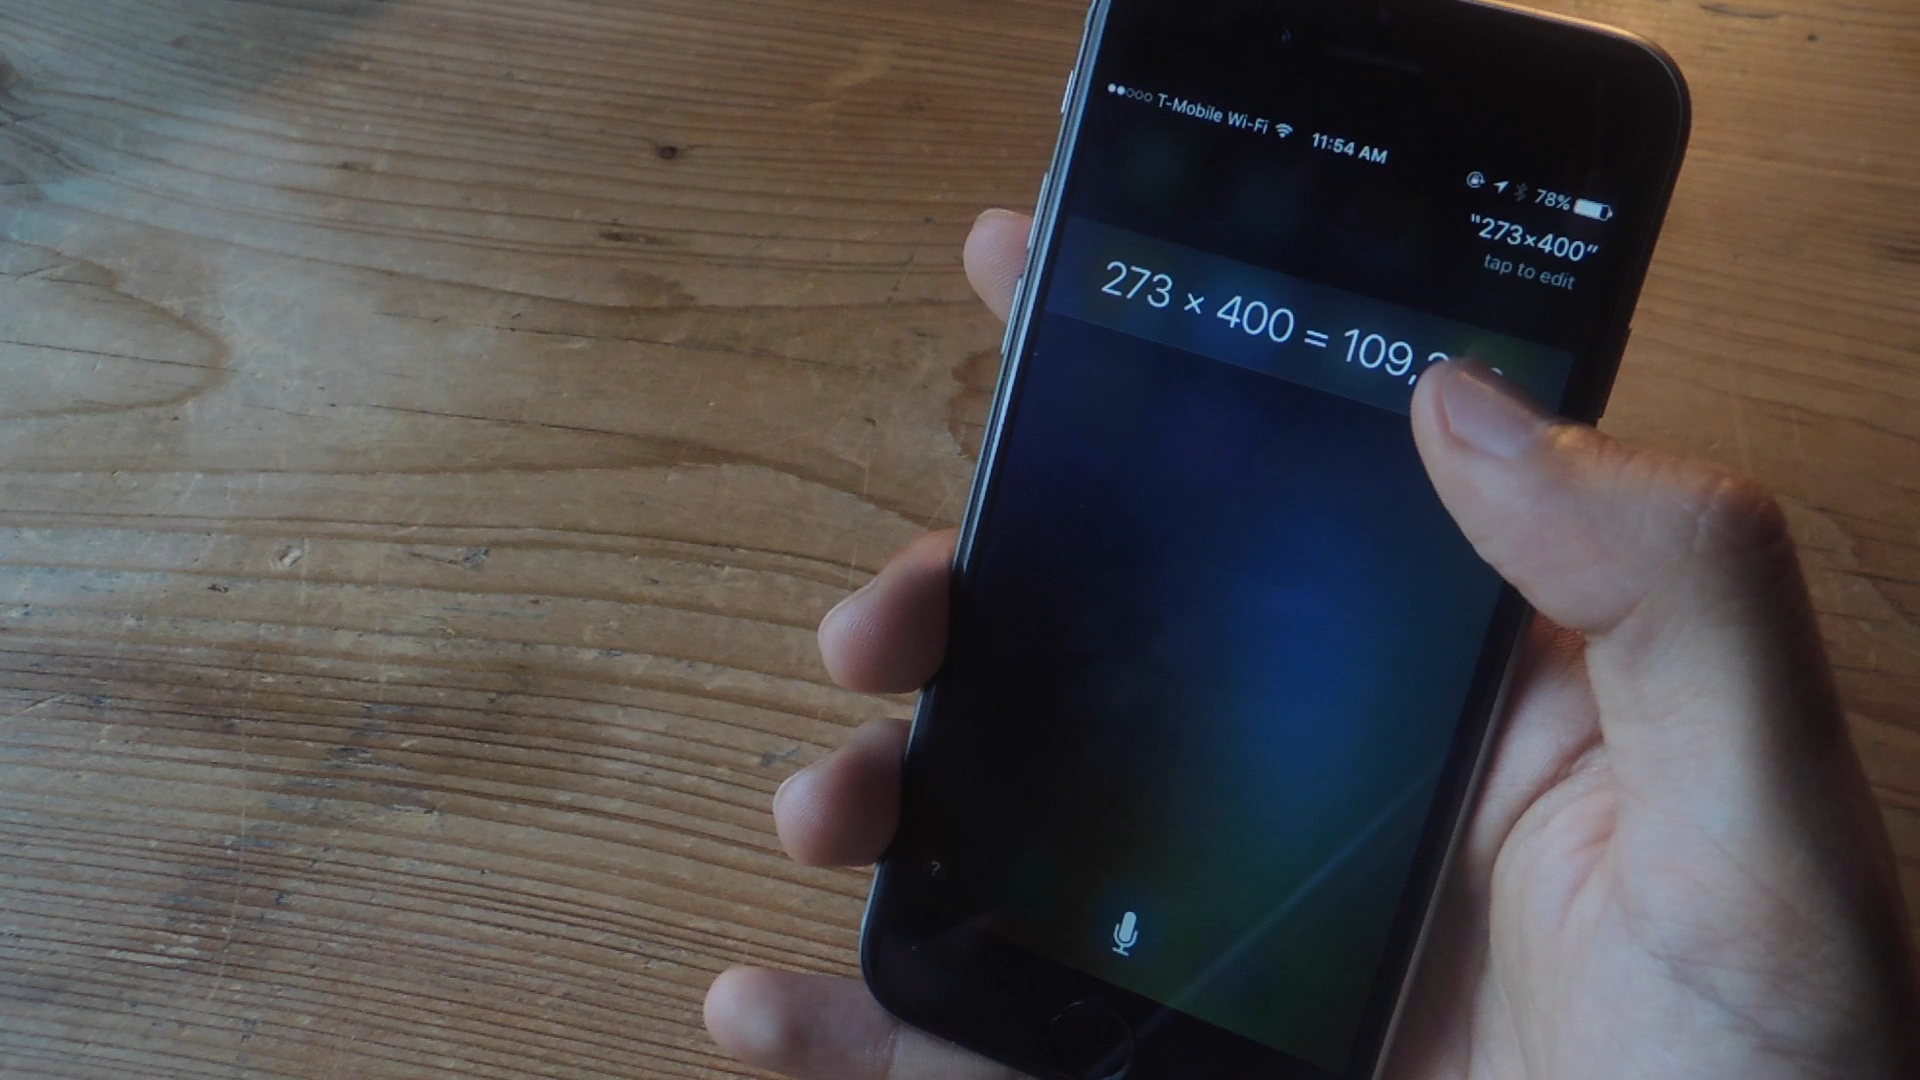 ●●○○○ T-Mobile Wi-Fi 11:54 AM 78%
"273×400"
tap to edit
273 × 400 = 109,
?